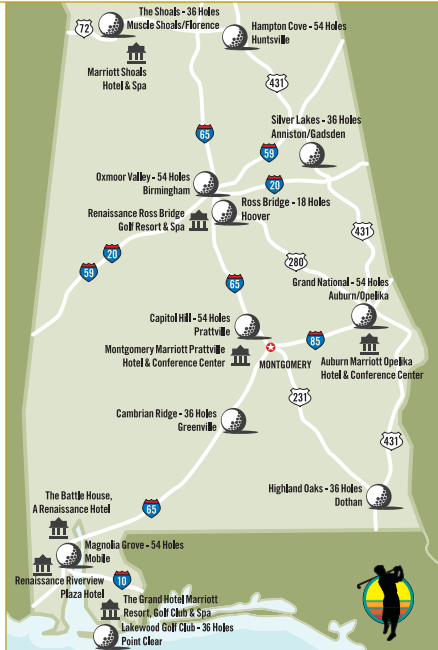 The Shoals - 36 Holes
Muscle Shoals/Florence
72
Hampton Cove - 54 Holes
Huntsville
Marriott Shoals
Hotel & Spa
431
65
Silver Lakes - 36 Holes
Anniston/Gadsden
59
Oxmoor Valley - 54 Holes
Birmingham
20
Renaissance Ross Bridge
Golf Resort & Spa
Ross Bridge - 18 Holes
Hoover
431
20
59
280
65
Grand National - 54 Holes
Auburn/Opelika
Capitol Hill - 54 Holes
Prattville
85
Montgomery Marriott Prattville
Hotel & Conference Center
MONTGOMERY
Auburn Marriott Opelika
Hotel & Conference Center
231
Cambrian Ridge - 36 Holes
Greenville
431
Highland Oaks - 36 Holes
Dothan
The Battle House,
A Renaissance Hotel
65
Magnolia Grove - 54 Holes
Mobile
Renaissance Riverview
Plaza Hotel
10
The Grand Hotel Marriott
Resort, Golf Club & Spa
Lakewood Golf Club - 36 Holes
Point Clear